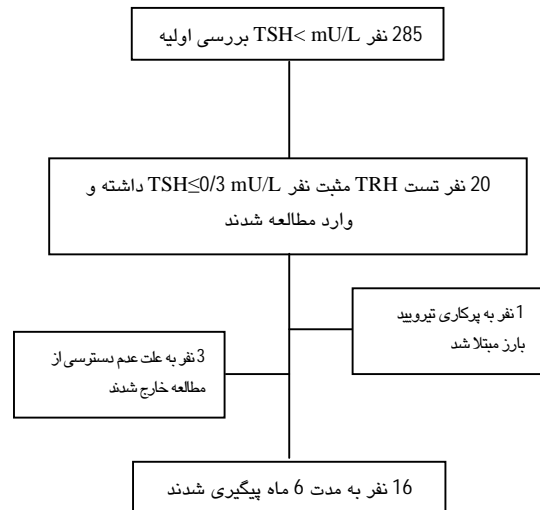 285 نفر TSH< mU/L بررسی اولیه
20 نفر تست TRH مثبت نفر TSH≤0/3 mU/L داشته و
وارد مطالعه شدند
1 نفر به پرکاری تیرویید
بارز مبتلا شد
3 نفر به علت عدم دسترسی از
مطالعه خارج شدند
16 نفر به مدت 6 ماه پیگیری شدند